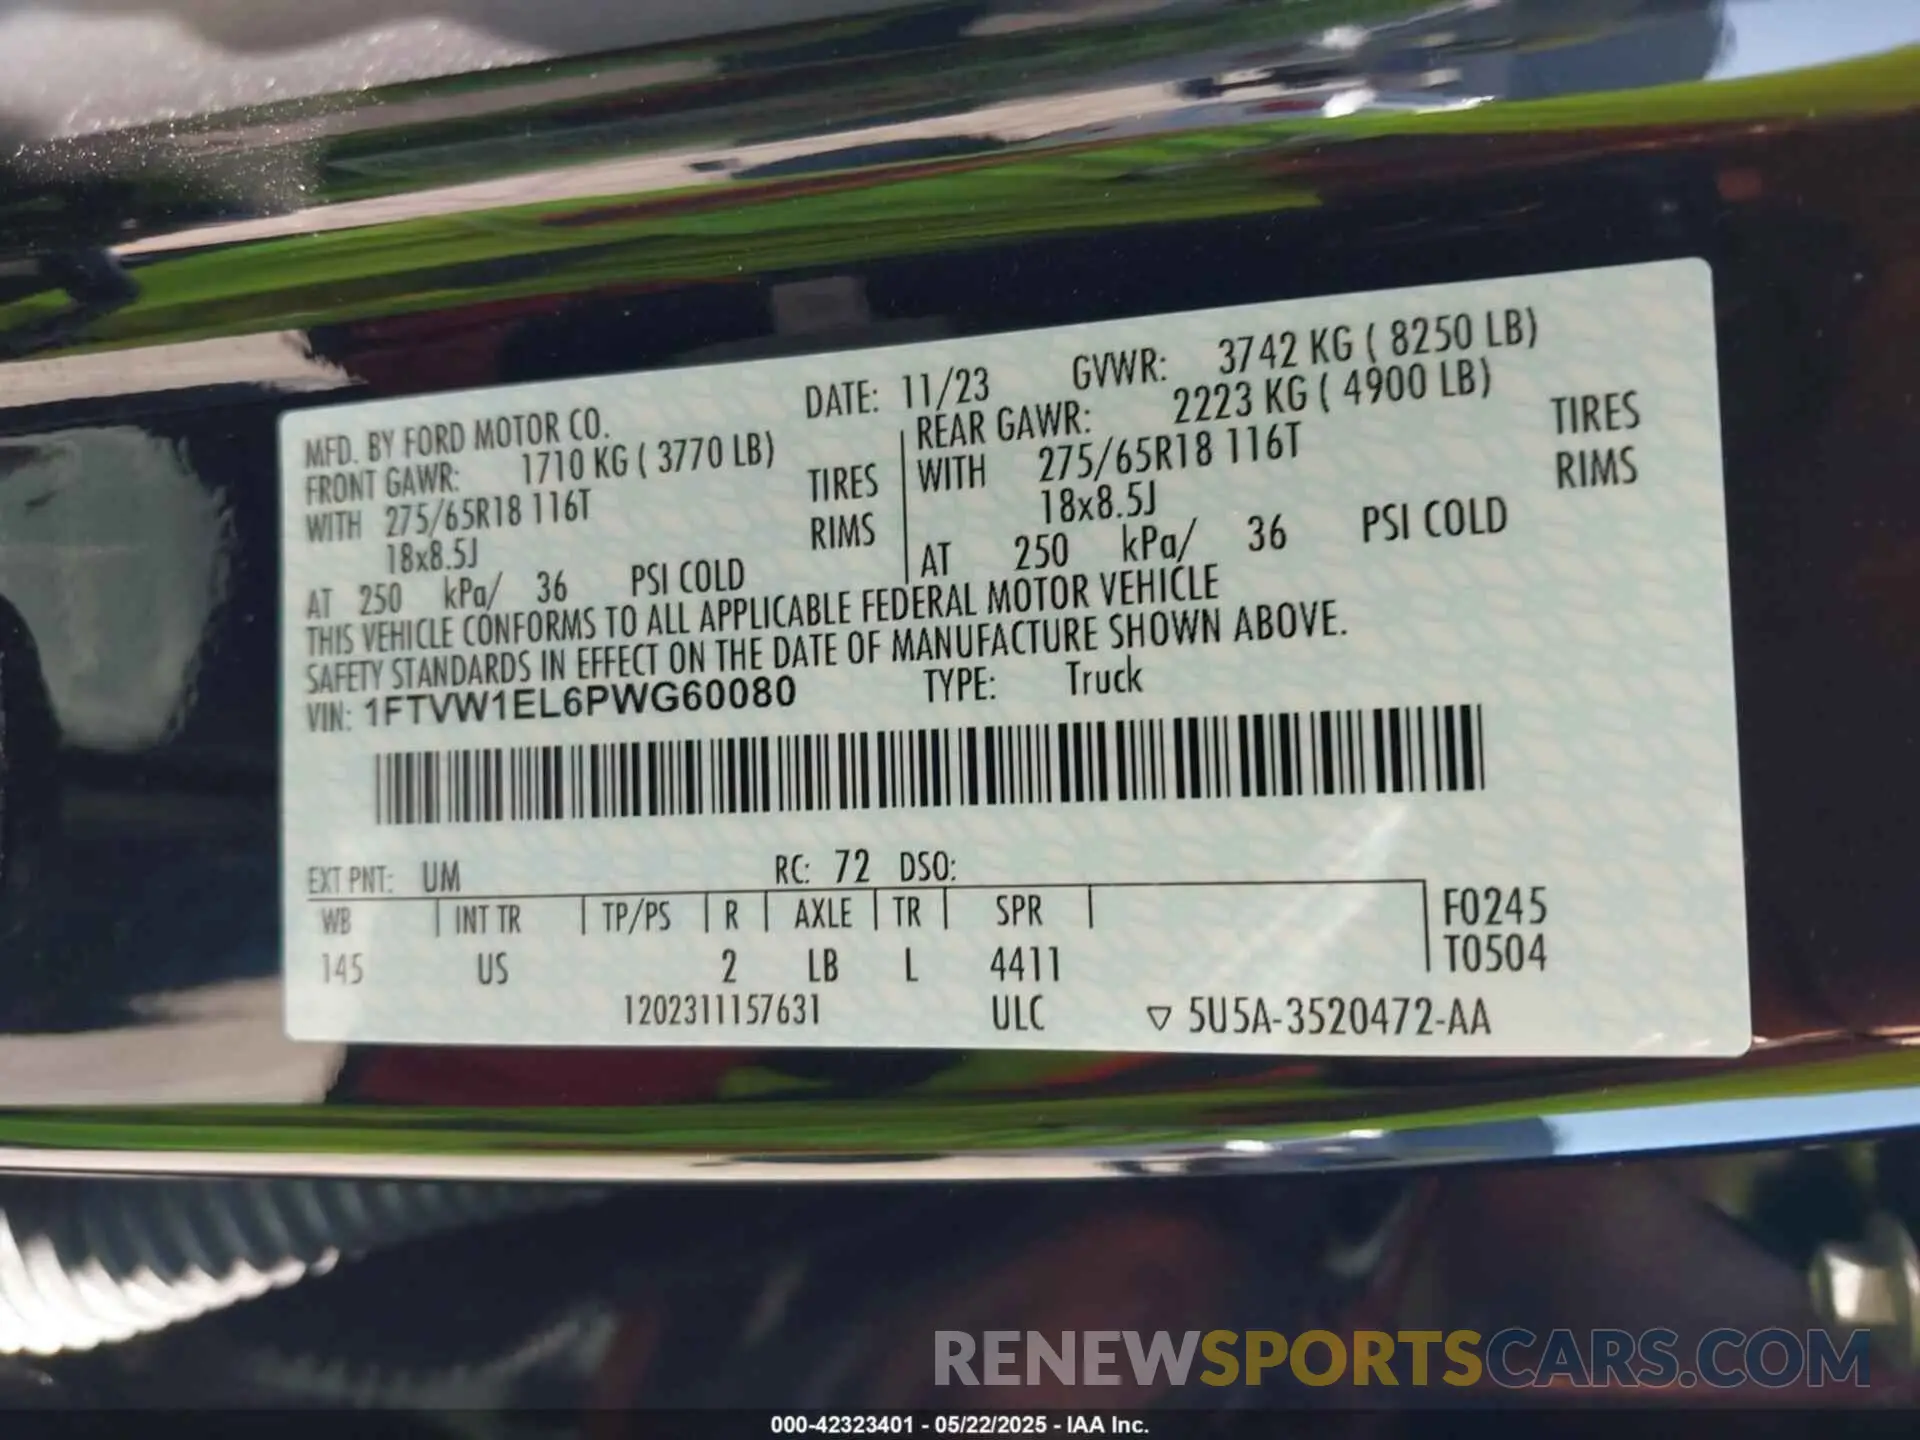 MFD. BY FORD MOTOR CO. DATE: 11/23 GVWR: 3742 KG ( 8250 LB)
FRONT GAWR: 1710 KG ( 3770 LB) REAR GAWR: 2223 KG ( 4900 LB)
WITH 275/65R18 116T TIRES WITH 275/65R18 116T TIRES
18x8.5J RIMS 18x8.5J RIMS
AT 250 kPa/ 36 PSI COLD AT 250 kPa/ 36 PSI COLD
THIS VEHICLE CONFORMS TO ALL APPLICABLE FEDERAL MOTOR VEHICLE
SAFETY STANDARDS IN EFFECT ON THE DATE OF MANUFACTURE SHOWN ABOVE.
VIN: 1FTVW1EL6PWG60080 TYPE: Truck
EXT PNT: UM RC: 72 DSO:
WB INT TR TP/PS R AXLE TR SPR F0245
145 US 2 LB L 4411 T0504
1202311157631 ULC ▽ 5U5A-3520472-AA
RENEWSPORTSCARS.COM
000-42323401 - 05/22/2025 - IAA Inc.